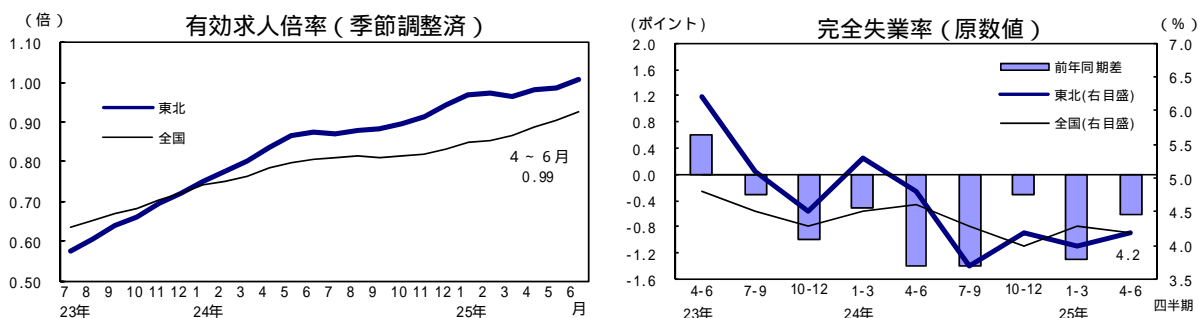 (倍)
有効求人倍率(季節調整済)
1.10
1.00
0.90
0.80
0.70
0.60
0.50
東北
全国
4~6月
0.99
7 8 9 10 11 12 1 2 3 4 5 6 7 8 9 10 11 12 1 2 3 4 5 6
23年 24年 25年 月
(ポイント)
完全失業率(原数値)
(%)
2.0
1.6
1.2
0.8
0.4
0.0
-0.4
-0.8
-1.2
-1.6
前年同期差
東北(右目盛)
全国(右目盛)
4.2
7.0
6.5
6.0
5.5
5.0
4.5
4.0
3.5
4-6 7-9 10-12 1-3 4-6 7-9 10-12 1-3 4-6
23年 24年 25年 四半期